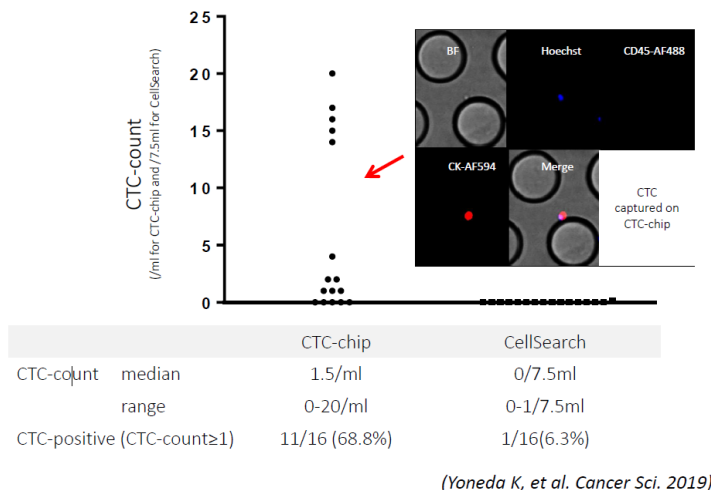 CTC-count
(/ml for CTC-chip and /7.5ml for CellSearch)
25
20
15
10
5
0
BF
Hoechst
CD45-AF488
CK-AF594
Merge
CTC
captured on
CTC-chip
CTC-chip CellSearch
CTC-count median 1.5/ml 0/7.5ml
range 0-20/ml 0-1/7.5ml
CTC-positive (CTC-count≥1) 11/16 (68.8%) 1/16(6.3%)
(Yoneda K, et al. Cancer Sci. 2019)